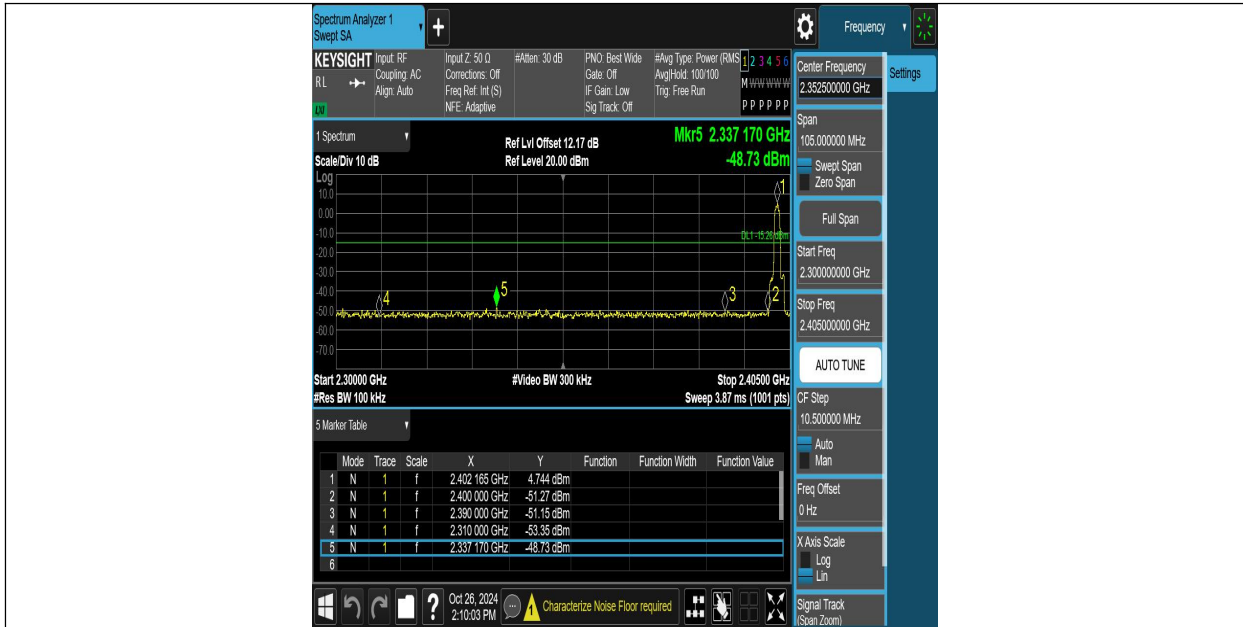 Spectrum Analyzer 1
Swept SA
+
Frequency
KEYSIGHT
RL
LXI
Input: RF
Coupling: AC
Align: Auto
Input Z: 50 Ω
Corrections: Off
Freq Ref: Int (S)
NFE: Adaptive
#Atten: 30 dB
PNO: Best Wide
Gate: Off
IF Gain: Low
Sig Track: Off
#Avg Type: Power (RMS
Avg|Hold: 100/100
Trig: Free Run
1 2 3 4 5 6
M W W W W W
P P P P P P
1 Spectrum
Scale/Div 10 dB
Ref Lvl Offset 12.17 dB
Ref Level 20.00 dBm
Mkr5 2.337 170 GHz
-48.73 dBm
Log
10.0
0.00
-10.0
-20.0
-30.0
-40.0
-50.0
-60.0
-70.0
DL1 -15.26 dBm
1
2
3
4
5
Start 2.30000 GHz
#Res BW 100 kHz
#Video BW 300 kHz
Stop 2.40500 GHz
Sweep 3.87 ms (1001 pts)
5 Marker Table
Mode Trace Scale X Y Function Function Width Function Value
1 N 1 f 2.402 165 GHz 4.744 dBm
2 N 1 f 2.400 000 GHz -51.27 dBm
3 N 1 f 2.390 000 GHz -51.15 dBm
4 N 1 f 2.310 000 GHz -53.35 dBm
5 N 1 f 2.337 170 GHz -48.73 dBm
6
?
Oct 26, 2024
2:10:03 PM
Characterize Noise Floor required
Center Frequency
2.352500000 GHz
Settings
Span
105.000000 MHz
Swept Span
Zero Span
Full Span
Start Freq
2.300000000 GHz
Stop Freq
2.405000000 GHz
AUTO TUNE
CF Step
10.500000 MHz
Auto
Man
Freq Offset
0 Hz
X Axis Scale
Log
Lin
Signal Track
(Span Zoom)